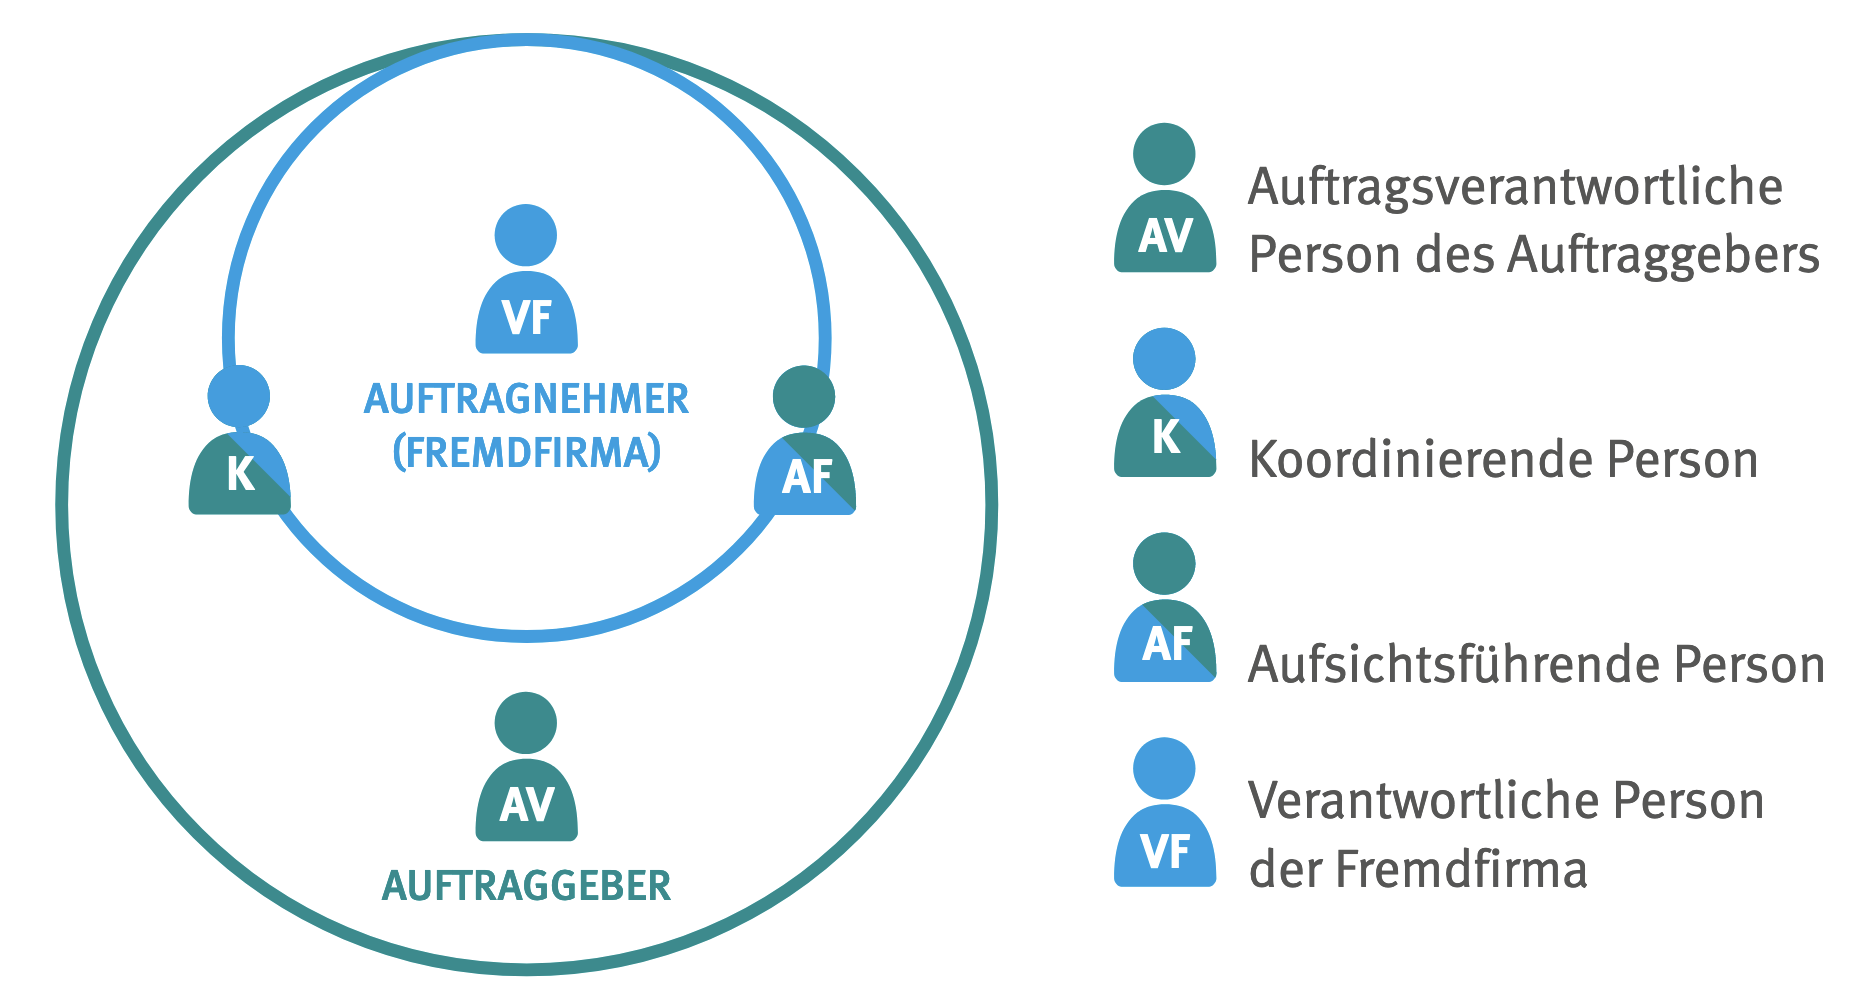 VF
AUFTRAGNEHMER
(FREMDFIRMA)
K
AF
AV
AUFTRAGGEBER
AV
Auftragsverantwortliche
Person des Auftraggebers
K
Koordinierende Person
AF
Aufsichtsführende Person
VF
Verantwortliche Person
der Fremdfirma